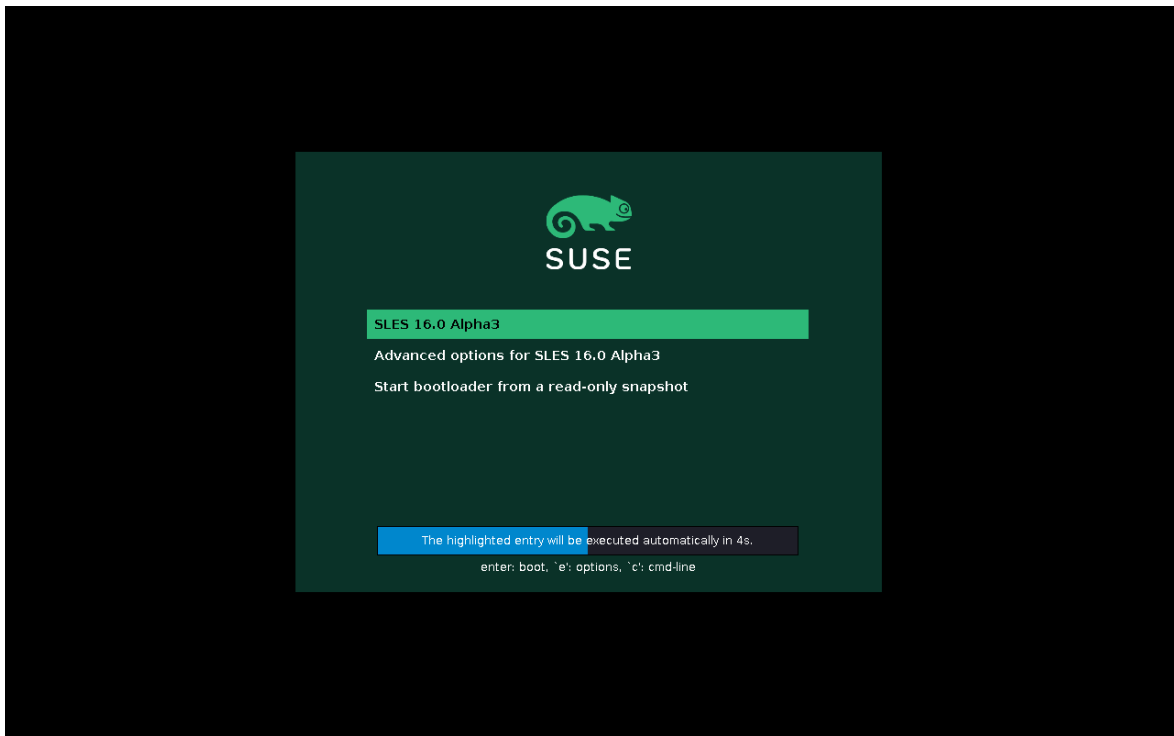 SUSE
SLES 16.0 Alpha3
Advanced options for SLES 16.0 Alpha3
Start bootloader from a read-only snapshot
The highlighted entry will be executed automatically in 4s.
enter: boot, `e': options, `c': cmd-line